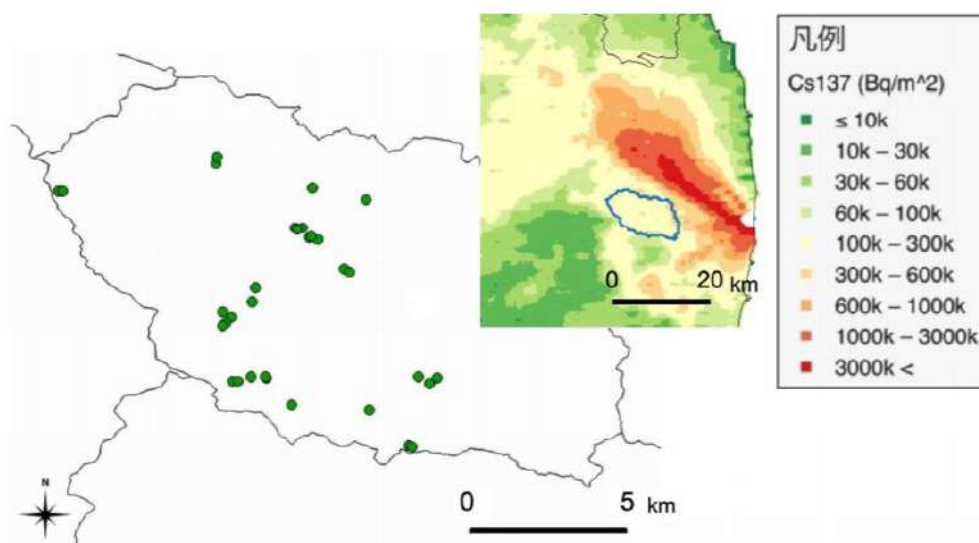 凡例
Cs137 (Bq/m^2)
≤ 10k
10k – 30k
30k – 60k
60k – 100k
100k – 300k
300k – 600k
600k – 1000k
1000k – 3000k
3000k <
0 20 km
N
0 5 km